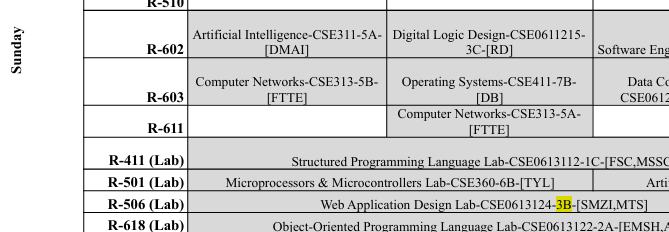 R-510
Sunday
Artificial Intelligence-CSE311-5A-
[DMAI]
Digital Logic Design-CSE0611215-
3C-[RD]
Software Eng
R-602
Computer Networks-CSE313-5B-
[FTTE]
Operating Systems-CSE411-7B-
[DB]
Data Co
CSE0612
R-603
Computer Networks-CSE313-5A-
[FTTE]
R-611
R-411 (Lab)
Structured Programming Language Lab-CSE0613112-1C-[FSC,MSSC
R-501 (Lab)
Microprocessors & Microcontrollers Lab-CSE360-6B-[TYL]
Arti
R-506 (Lab)
Web Application Design Lab-CSE0613124-3B-[SMZI,MTS]
R-618 (Lab)
Object-Oriented Programming Language Lab-CSE0613122-2A-[EMSH,A